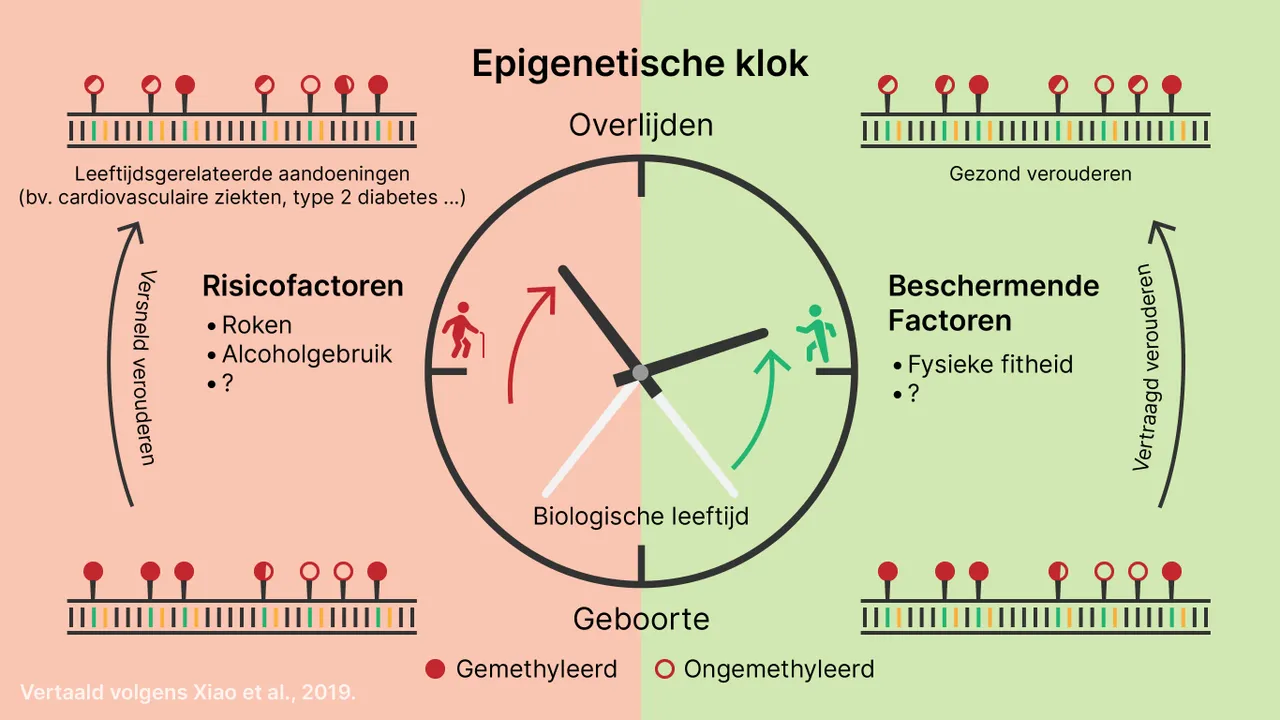 Epigenetische klok
Overlijden
Leeftijdsgerelateerde aandoeningen
(bv. cardiovasculaire ziekten, type 2 diabetes ...)
Versneld verouderen
Risicofactoren
• Roken
• Alcoholgebruik
• ?
Gezond verouderen
Beschermende
Factoren
• Fysieke fitheid
• ?
Vertraagd verouderen
Biologische leeftijd
Geboorte
Gemethyleerd
Ongemethyleerd
Vertaald volgens Xiao et al., 2019.